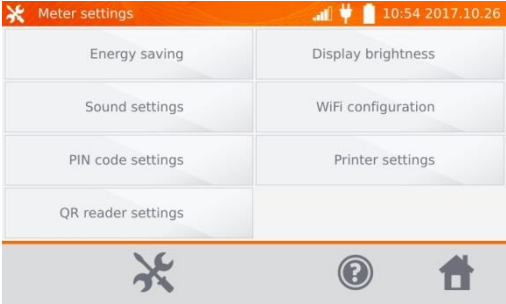 Meter settings 10:54 2017.10.26
Energy saving Display brightness
Sound settings WiFi configuration
PIN code settings Printer settings
QR reader settings
?